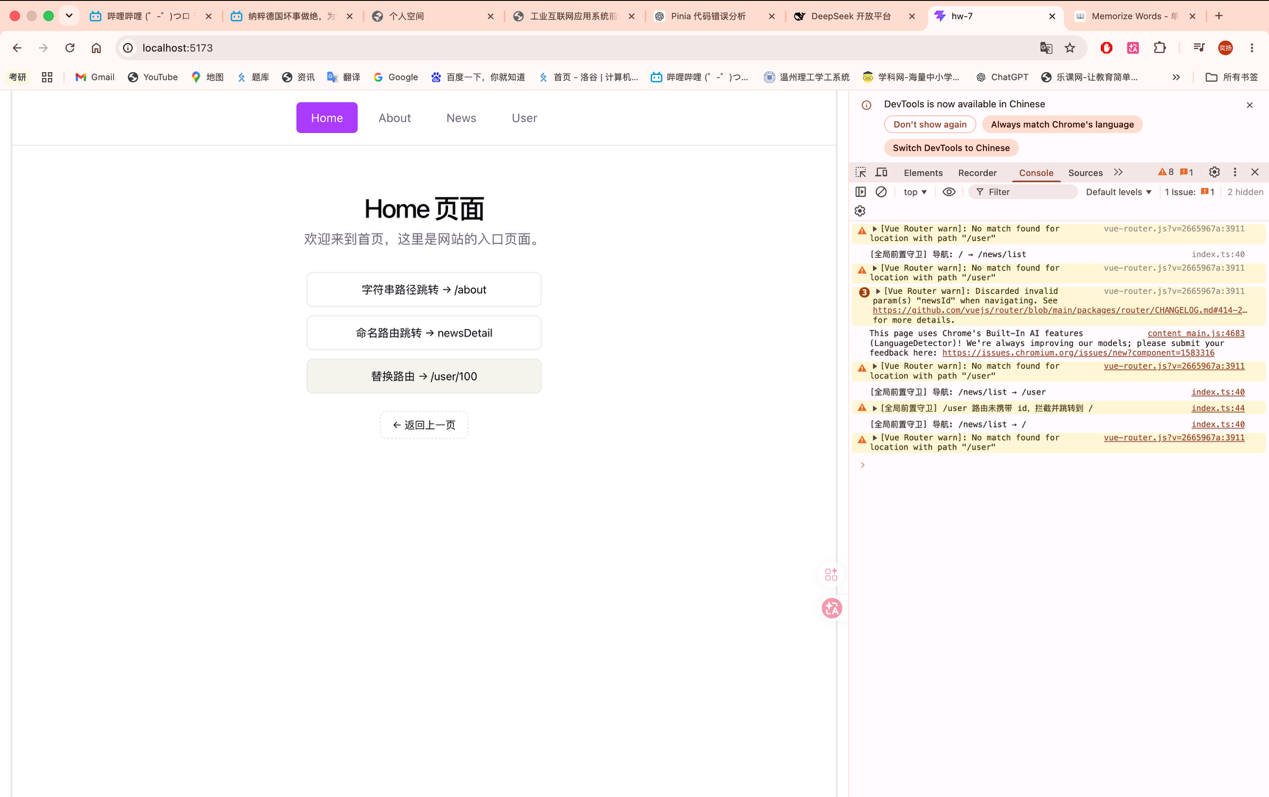 哔哩哔哩 (゜-゜)つロ
纳粹德国坏事做绝，为
个人空间
工业互联网应用系统前
Pinia 代码错误分析
DeepSeek 开放平台
hw-7
Memorize Words - 单
localhost:5173
考研
Gmail
YouTube
地图
题库
资讯
翻译
Google
百度一下，你就知道
首页 - 洛谷 | 计算机...
哔哩哔哩 (゜-゜)つ...
温州理工学工系统
学科网-海量中小学...
ChatGPT
乐课网-让教育简单...
所有书签
Home
About
News
User
Home 页面
欢迎来到首页，这里是网站的入口页面。
字符串路径跳转 → /about
命名路由跳转 → newsDetail
替换路由 → /user/100
← 返回上一页
DevTools is now available in Chinese
Don't show again
Always match Chrome's language
Switch DevTools to Chinese
Elements
Recorder
Console
Sources
8
1
top
Filter
Default levels
1 Issue:
1
2 hidden
[Vue Router warn]: No match found for vue-router.js?v=2665967a:3911
location with path "/user"
[全局前置守卫] 导航: / → /news/list index.ts:40
[Vue Router warn]: No match found for vue-router.js?v=2665967a:3911
location with path "/user"
3 [Vue Router warn]: Discarded invalid vue-router.js?v=2665967a:3911
param(s) "newsId" when navigating. See
https://github.com/vuejs/router/blob/main/packages/router/CHANGELOG.md#414-2…
for more details.
This page uses Chrome's Built-In AI features content_main.js:4683
(LanguageDetector)! We're always improving our models; please submit your
feedback here: https://issues.chromium.org/issues/new?component=1583316
[Vue Router warn]: No match found for vue-router.js?v=2665967a:3911
location with path "/user"
[全局前置守卫] 导航: /news/list → /user index.ts:40
[全局前置守卫] /user 路由未携带 id，拦截并跳转到 / index.ts:44
[全局前置守卫] 导航: /news/list → / index.ts:40
[Vue Router warn]: No match found for vue-router.js?v=2665967a:3911
location with path "/user"